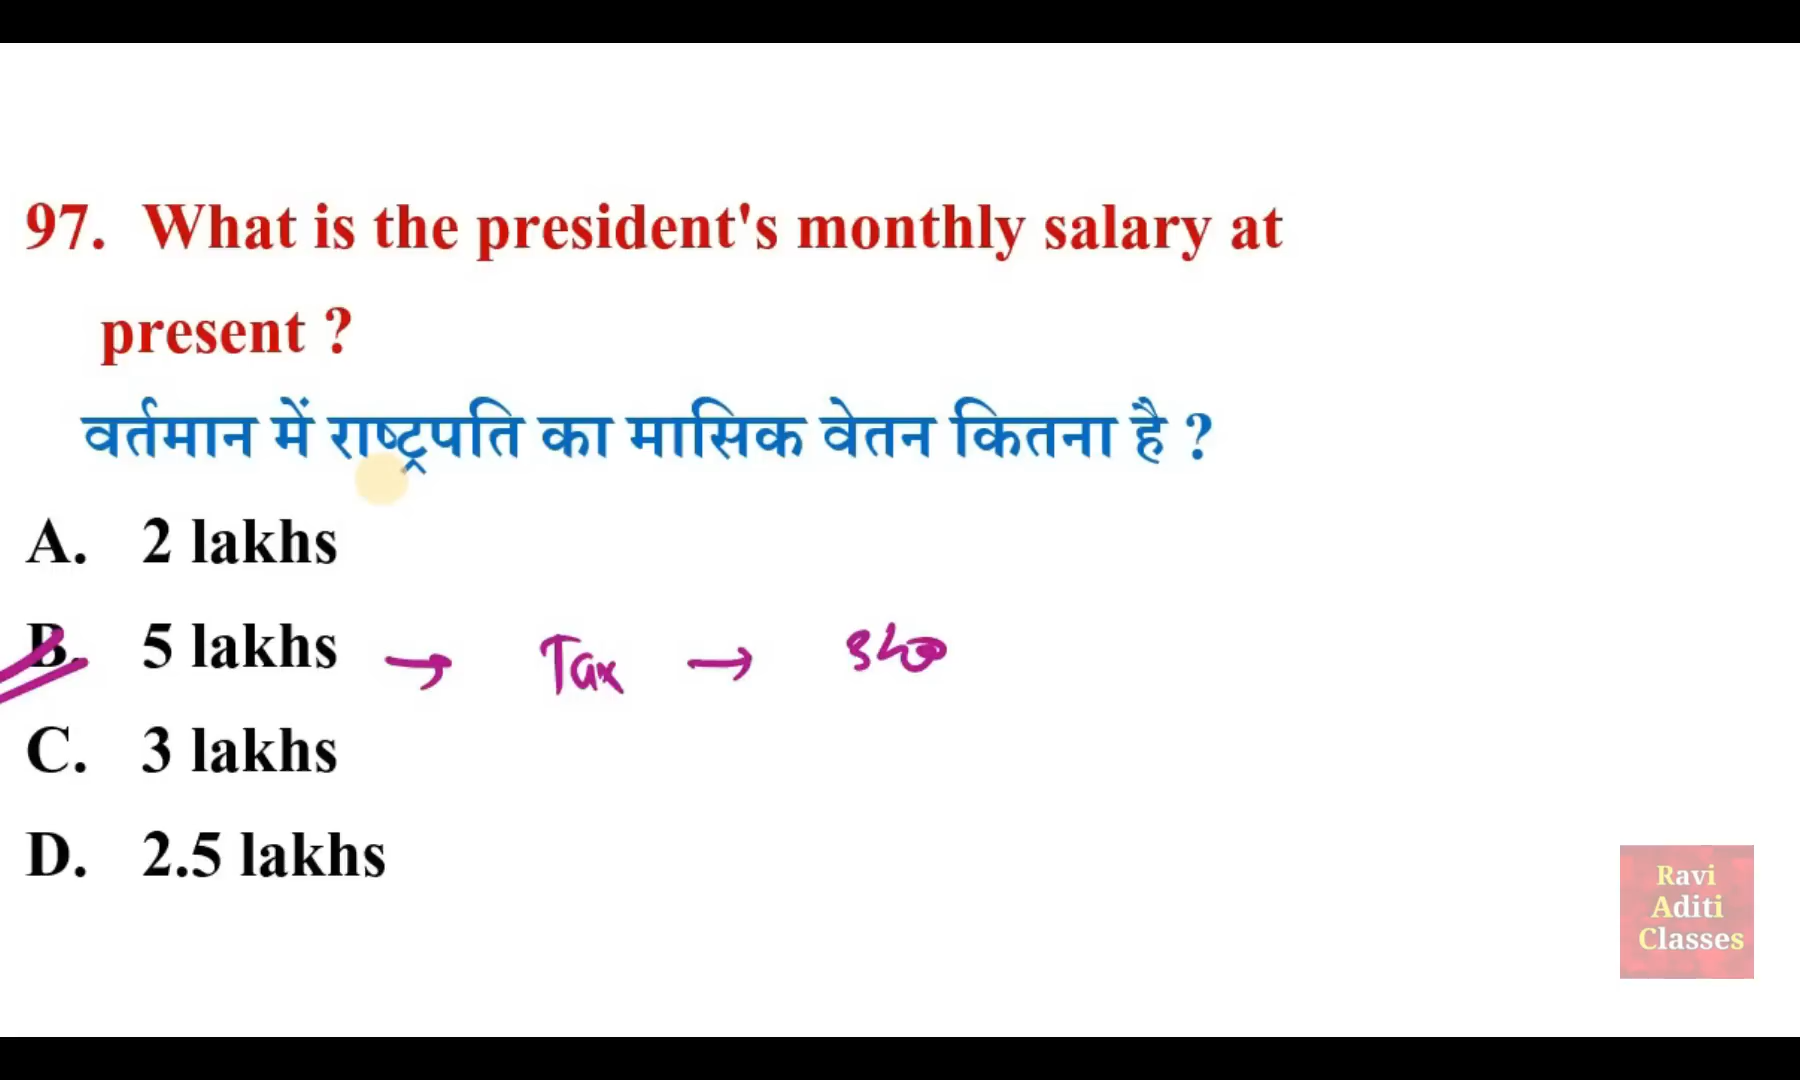 97. What is the president's monthly salary at
present ?
वर्तमान में राष्ट्रपति का मासिक वेतन कितना है ?
A. 2 lakhs
B. 5 lakhs → Tax →
C. 3 lakhs
D. 2.5 lakhs
Ravi
Aditi
Classes